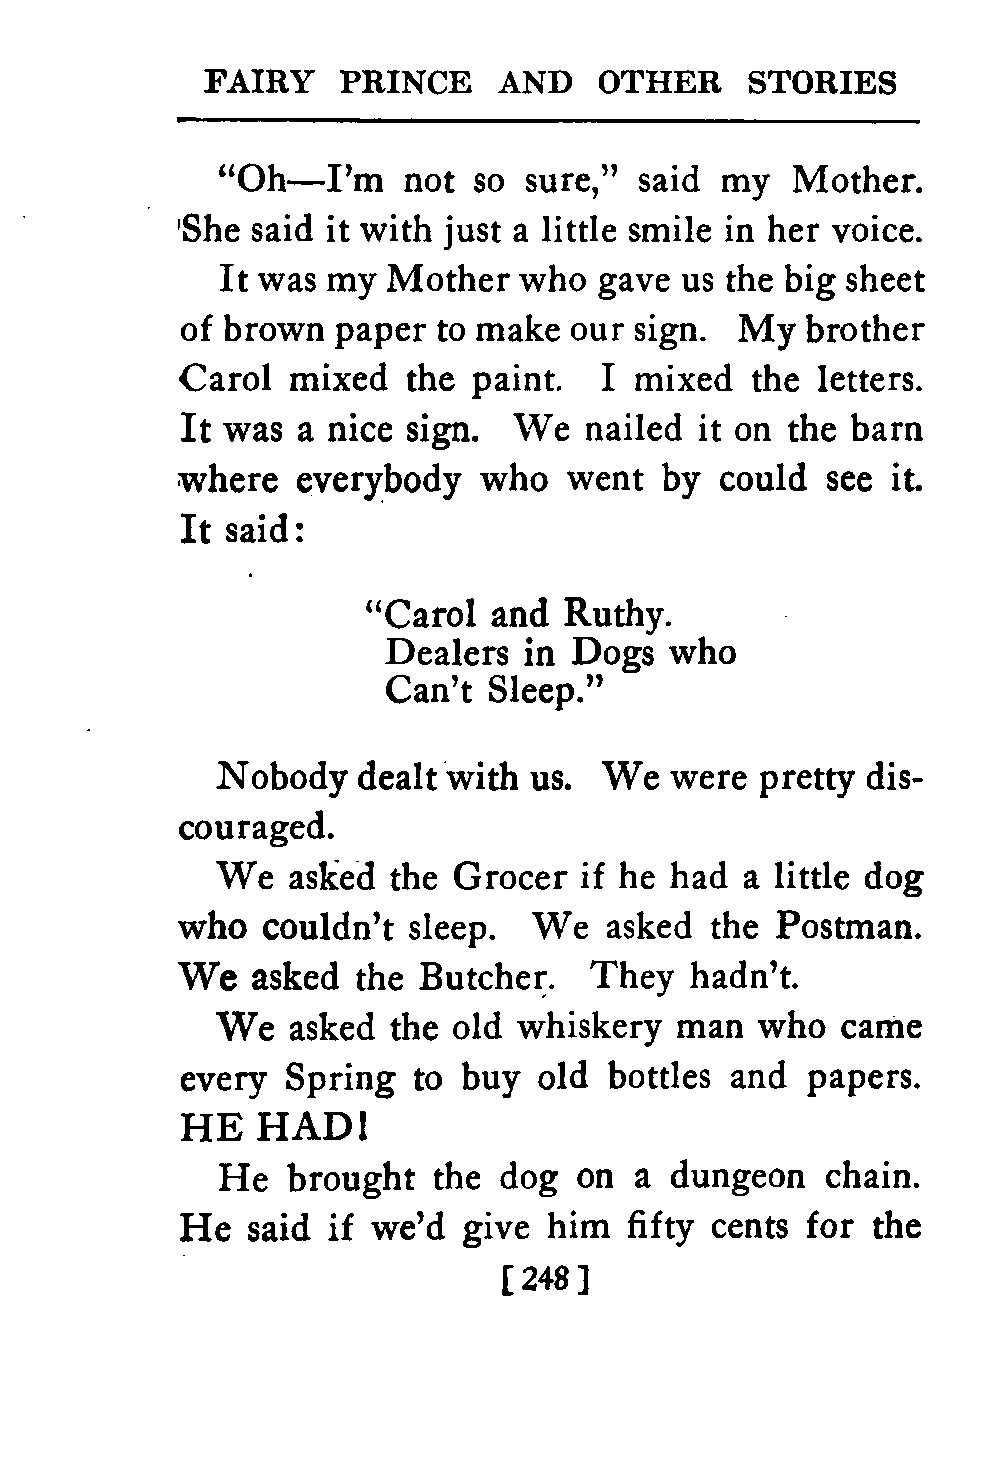 FAIRY PRINCE AND OTHER STORIES
“Oh—I’m not so sure,” said my Mother.
She said it with just a little smile in her voice.
It was my Mother who gave us the big sheet
of brown paper to make our sign. My brother
Carol mixed the paint. I mixed the letters.
It was a nice sign. We nailed it on the barn
where everybody who went by could see it.
It said:
“Carol and Ruthy.
Dealers in Dogs who
Can’t Sleep.”
Nobody dealt with us. We were pretty dis-
couraged.
We asked the Grocer if he had a little dog
who couldn’t sleep. We asked the Postman.
We asked the Butcher. They hadn’t.
We asked the old whiskery man who came
every Spring to buy old bottles and papers.
HE HAD!
He brought the dog on a dungeon chain.
He said if we’d give him fifty cents for the
[ 248 ]